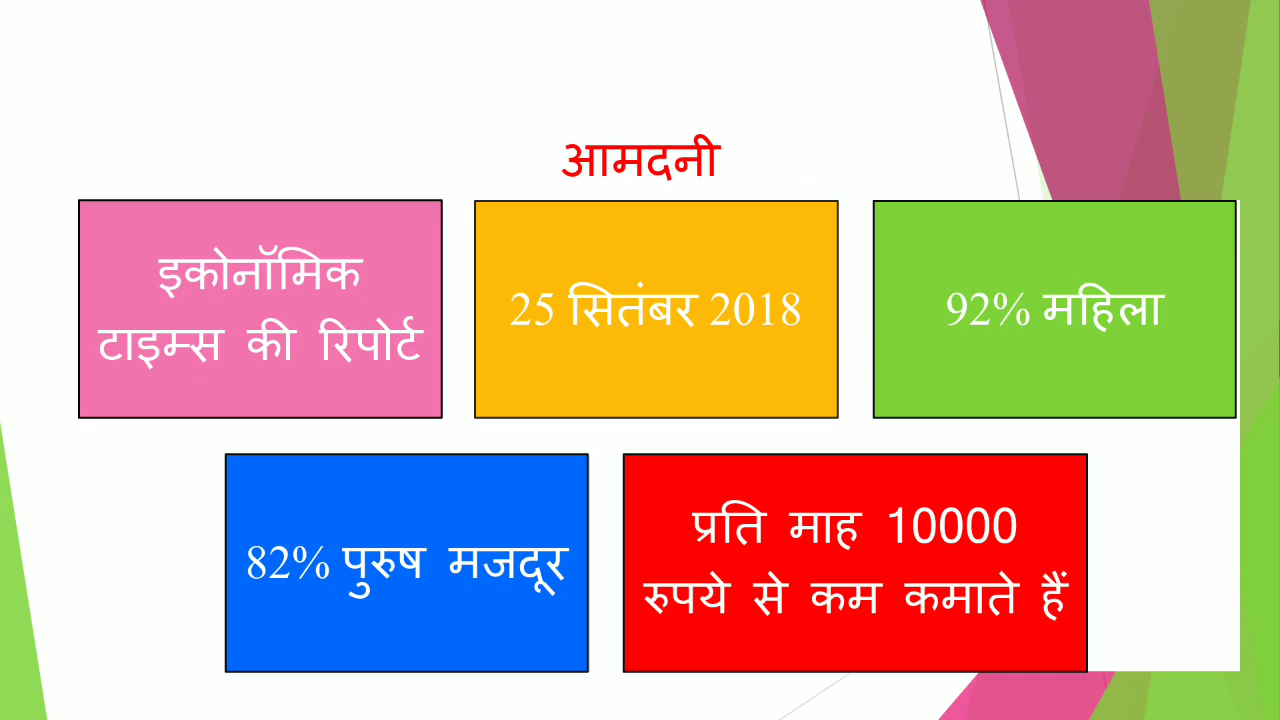 आमदनी
इकोनॉमिक
टाइम्स की रिपोर्ट
25 सितंबर 2018
92% महिला
82% पुरुष मजदूर
प्रति माह 10000
रुपये से कम कमाते हैं